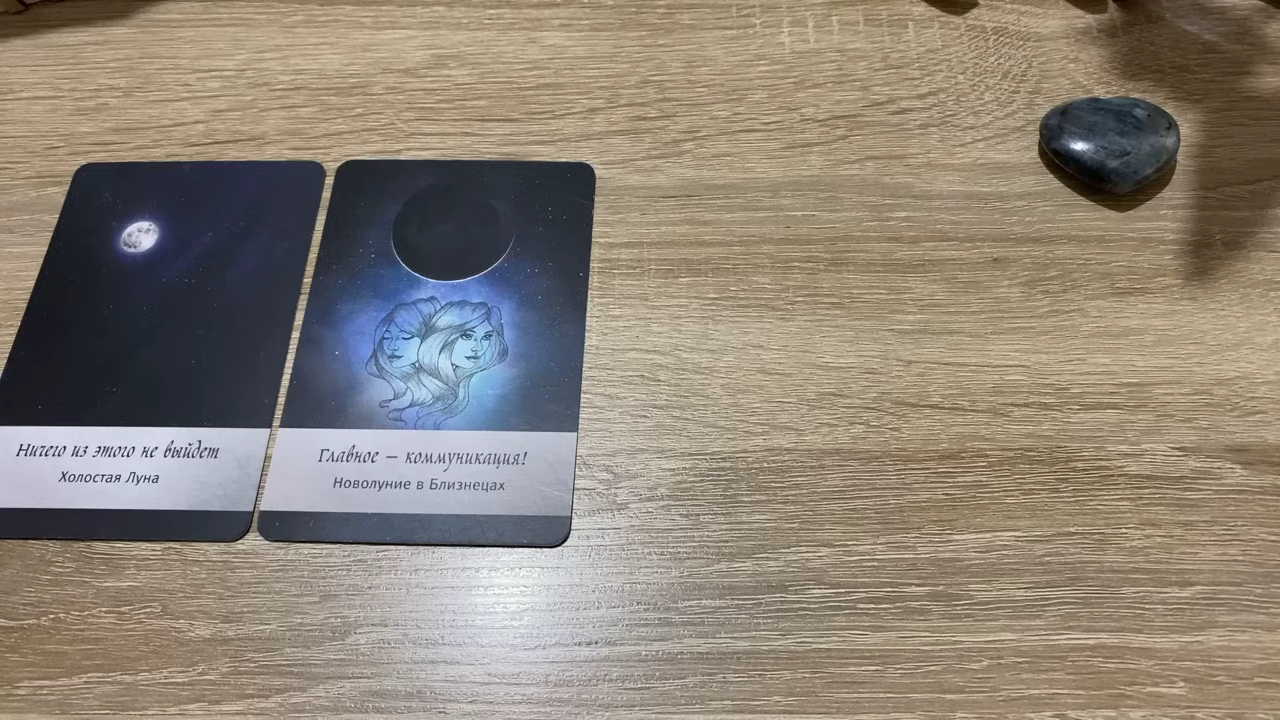 Ничего из этого не выйдет
Холостая Луна
Главное – коммуникация!
Новолуние в Близнецах